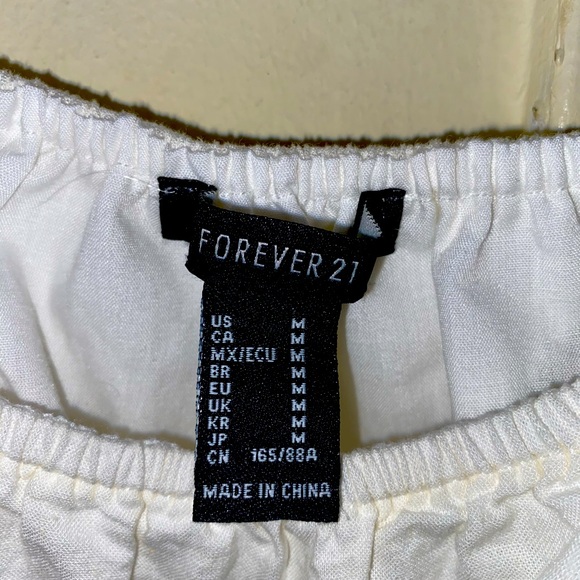 FOREVER 21
US M
CA M
MX/ECU M
BR M
EU M
UK M
KR M
JP M
CN 165/88A
MADE IN CHINA